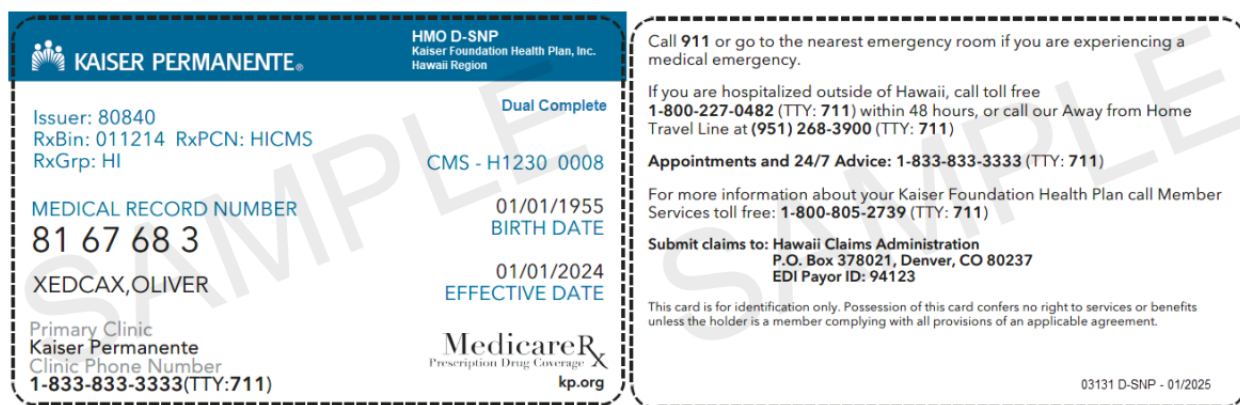 KAISER PERMANENTE®
HMO D-SNP
Kaiser Foundation Health Plan, Inc.
Hawaii Region
Dual Complete
Issuer: 80840
RxBin: 011214 RxPCN: HICMS
RxGrp: HI
CMS - H1230 0008
MEDICAL RECORD NUMBER
81 67 68 3
XEDCAX,OLIVER
01/01/1955
BIRTH DATE
01/01/2024
EFFECTIVE DATE
Primary Clinic
Kaiser Permanente
Clinic Phone Number
1-833-833-3333(TTY:711)
MedicareRx
Prescription Drug Coverage
kp.org
SAMPLE
Call 911 or go to the nearest emergency room if you are experiencing a
medical emergency.
If you are hospitalized outside of Hawaii, call toll free
1-800-227-0482 (TTY: 711) within 48 hours, or call our Away from Home
Travel Line at (951) 268-3900 (TTY: 711)
Appointments and 24/7 Advice: 1-833-833-3333 (TTY: 711)
For more information about your Kaiser Foundation Health Plan call Member
Services toll free: 1-800-805-2739 (TTY: 711)
Submit claims to: Hawaii Claims Administration
P.O. Box 378021, Denver, CO 80237
EDI Payor ID: 94123
This card is for identification only. Possession of this card confers no right to services or benefits
unless the holder is a member complying with all provisions of an applicable agreement.
03131 D-SNP - 01/2025
SAMPLE